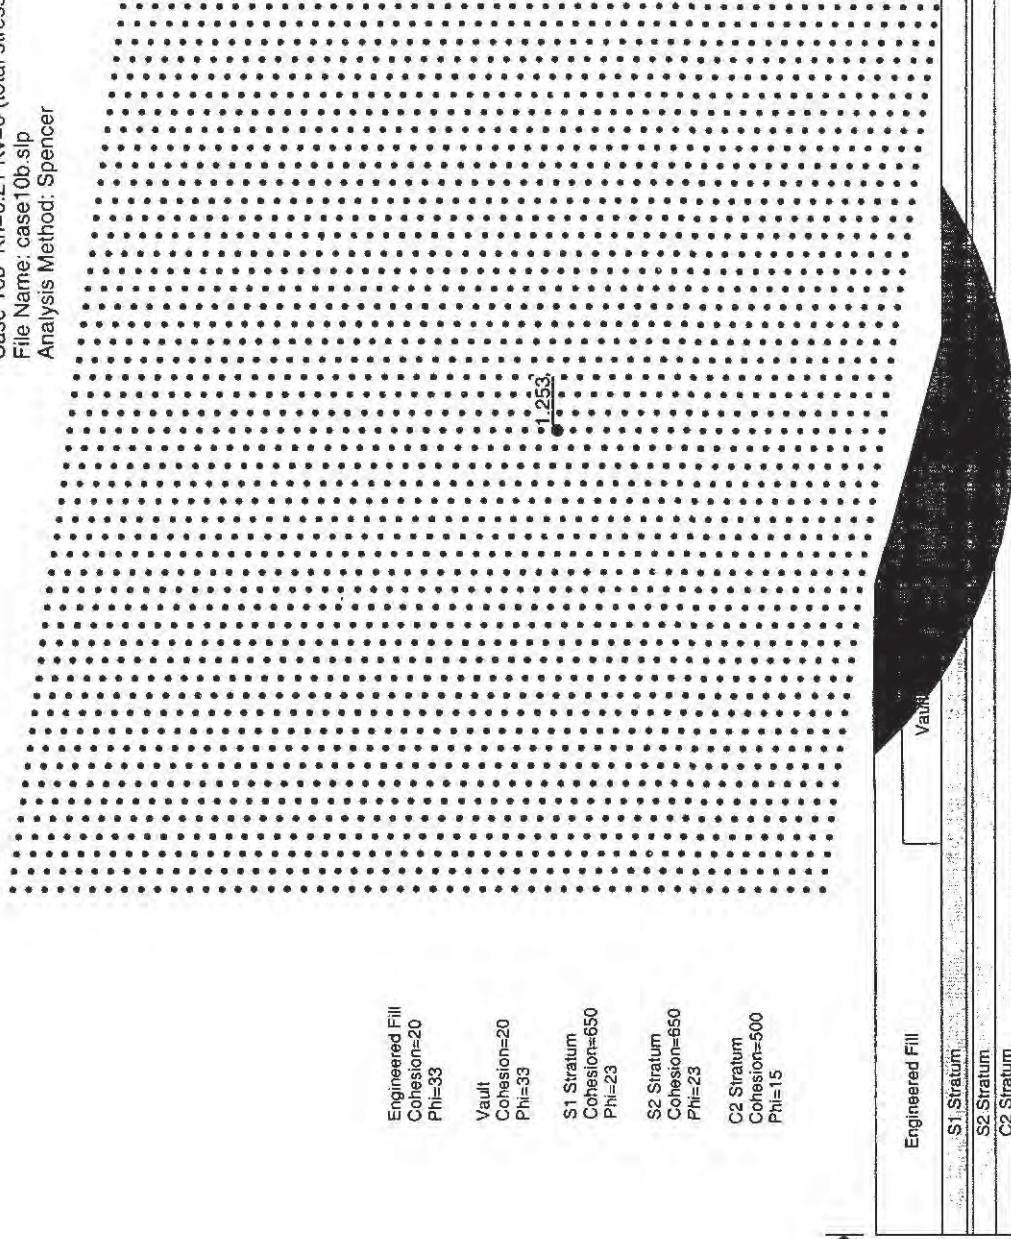 File Name: case10b.slp
Analysis Method: Spencer
1.253
Engineered Fill
Cohesion=20
Phi=33
Vault
Cohesion=20
Phi=33
S1 Stratum
Cohesion=650
Phi=23
S2 Stratum
Cohesion=650
Phi=23
C2 Stratum
Cohesion=500
Phi=15
Vault
Engineered Fill
S1 Stratum
S2 Stratum
C2 Stratum